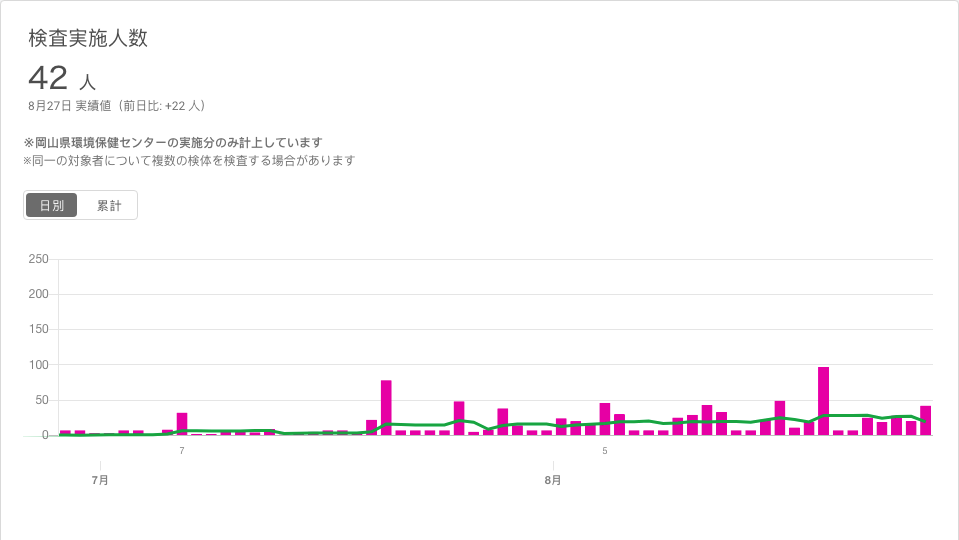 検査実施人数
42 人
8月27日 実績値（前日比: +22 人）
※岡山県環境保健センターの実施分のみ計上しています
※同一の対象者について複数の検体を検査する場合があります
日別 累計
250
200
150
100
50
0
7 5
7月 8月